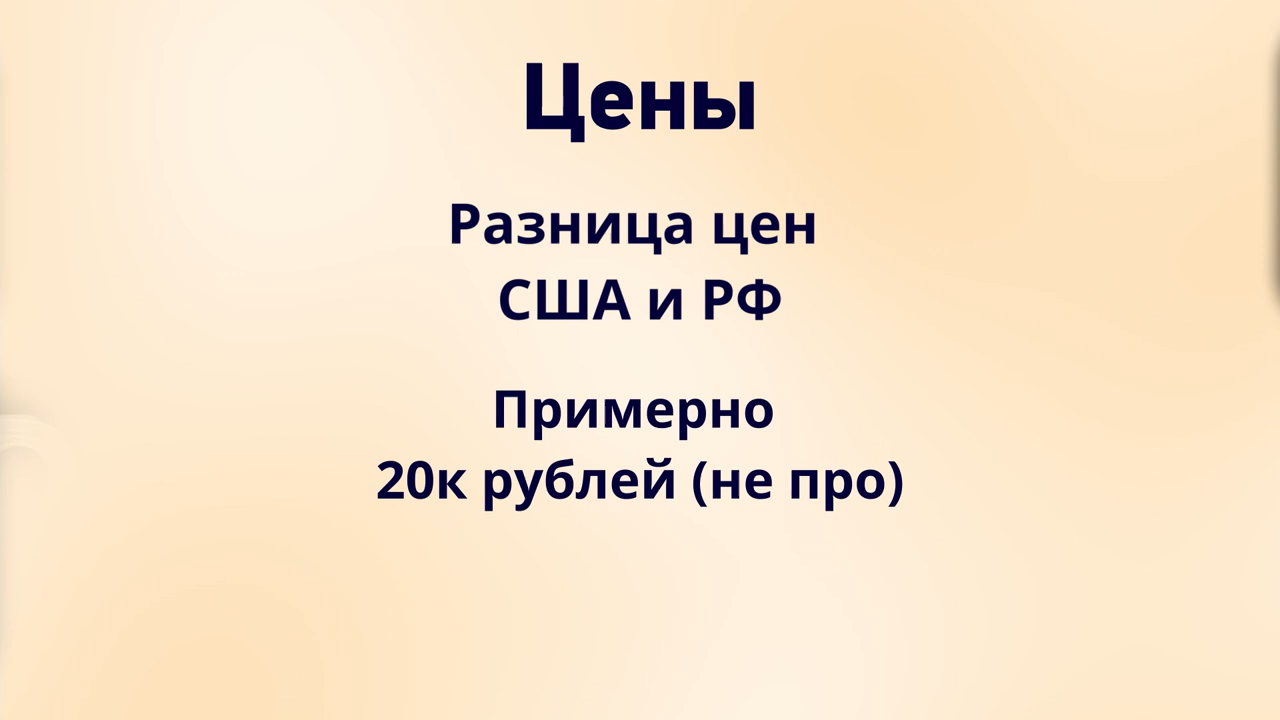 Цены
Разница цен
США и РФ
Примерно
20к рублей (не про)